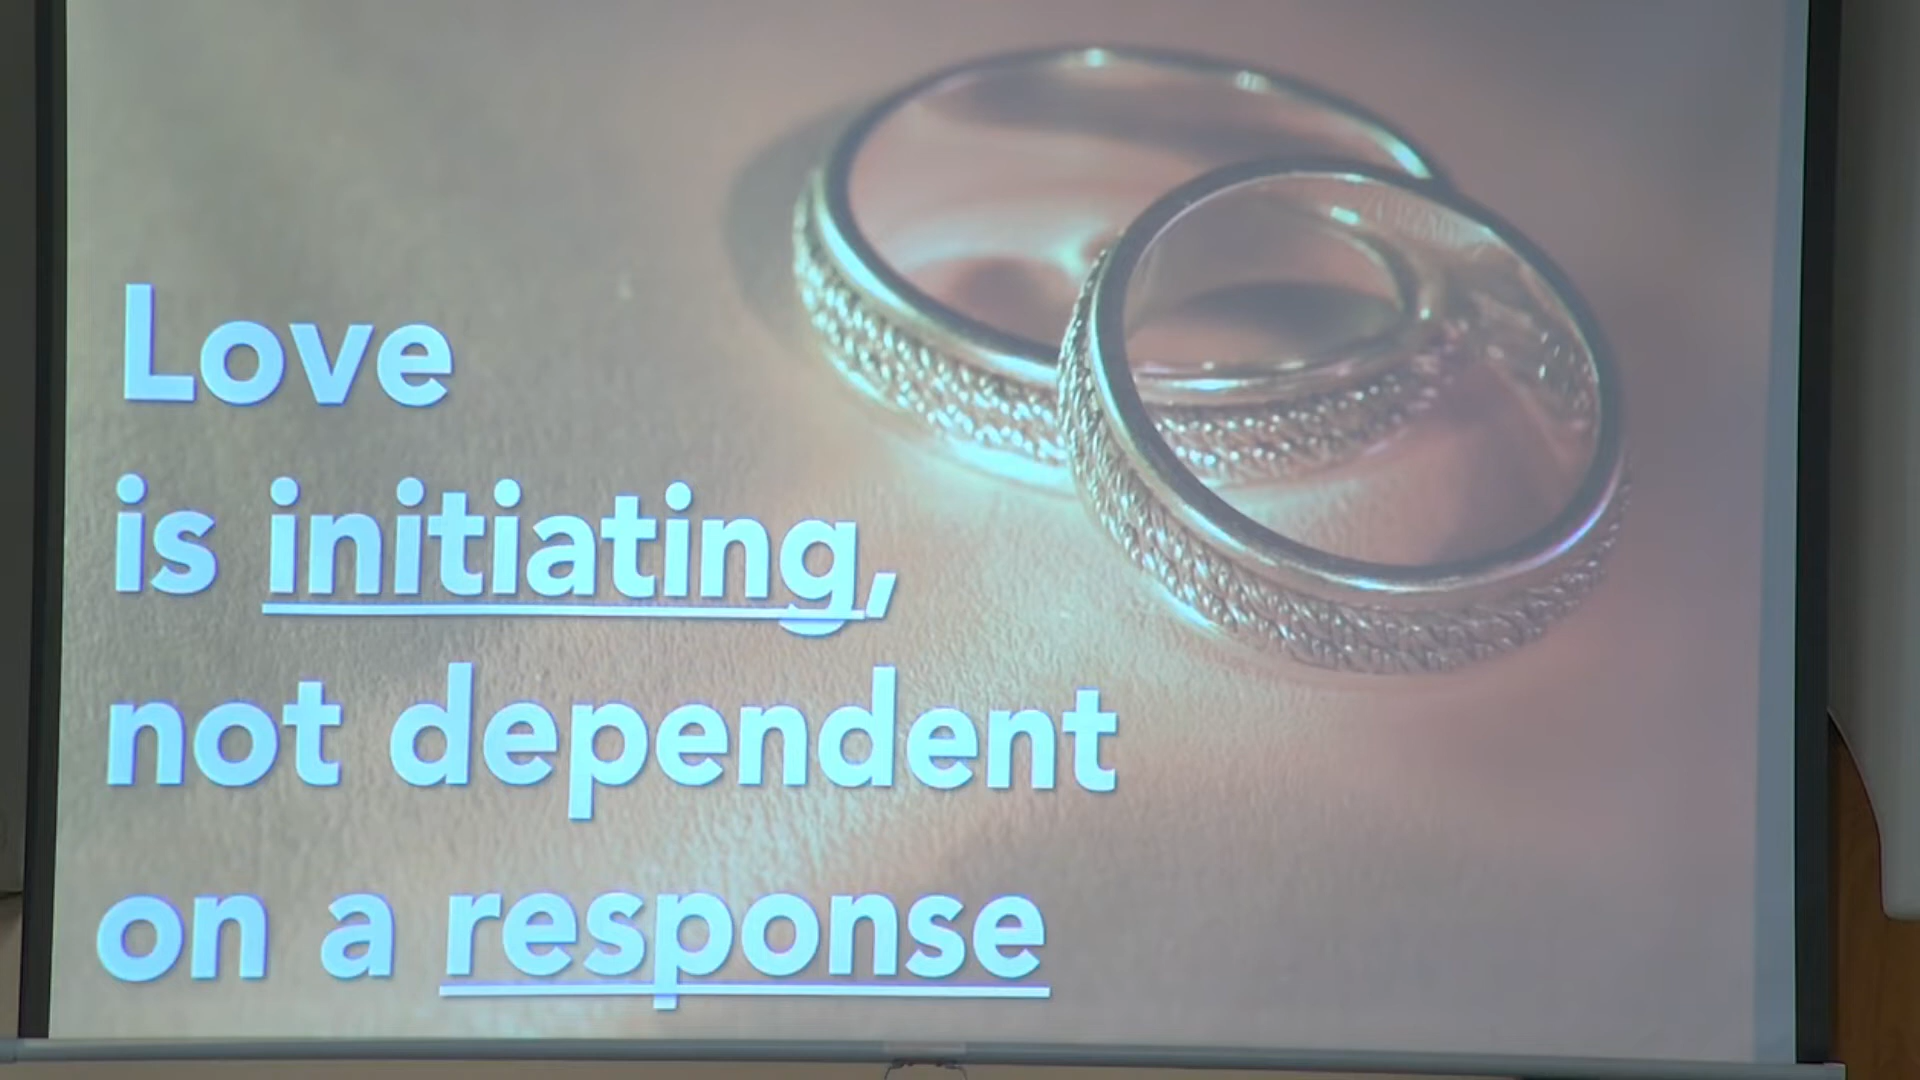 Love
is initiating,
not dependent
on a response